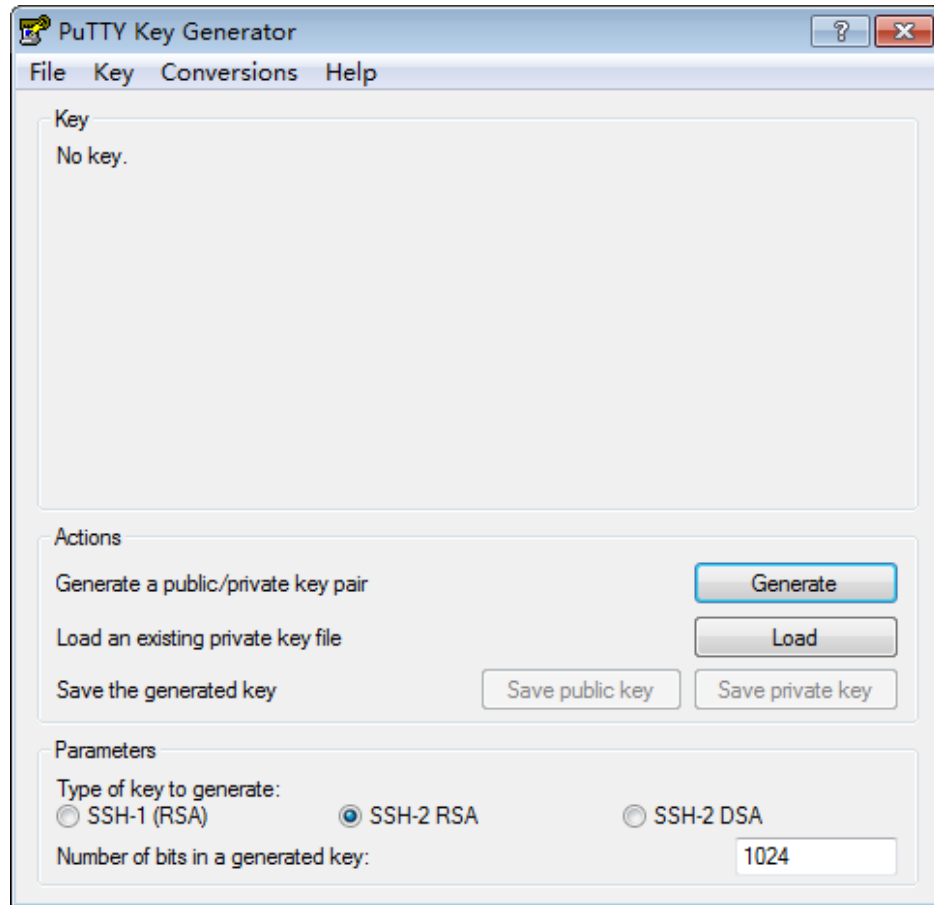 PuTTY Key Generator
File Key Conversions Help
Key
No key.
Actions
Generate a public/private key pair Generate
Load an existing private key file Load
Save the generated key Save public key Save private key
Parameters
Type of key to generate:
SSH-1 (RSA) SSH-2 RSA SSH-2 DSA
Number of bits in a generated key: 1024